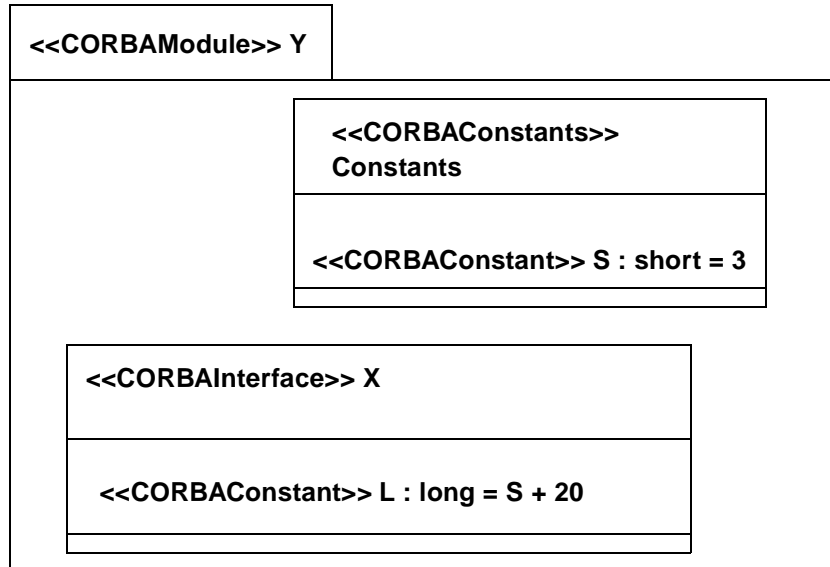 <<CORBAModule>> Y
<<CORBAConstants>>
Constants
<<CORBAConstant>> S : short = 3
<<CORBAInterface>> X
<<CORBAConstant>> L : long = S + 20